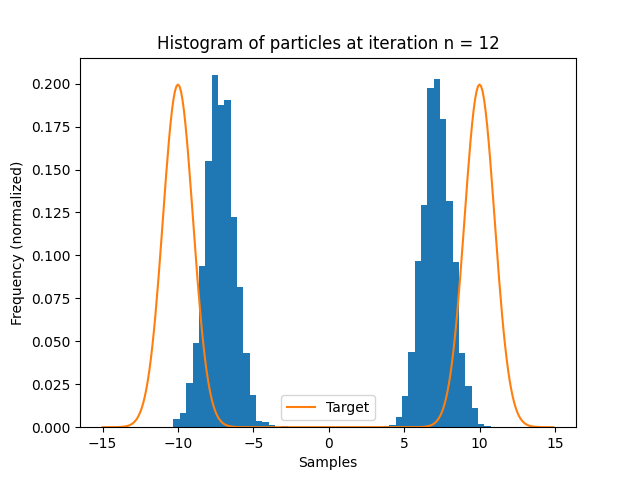 Histogram of particles at iteration n = 12
Frequency (normalized)
0.200
0.175
0.150
0.125
0.100
0.075
0.050
0.025
0.000
Target
−15 −10 −5 0 5 10 15
Samples